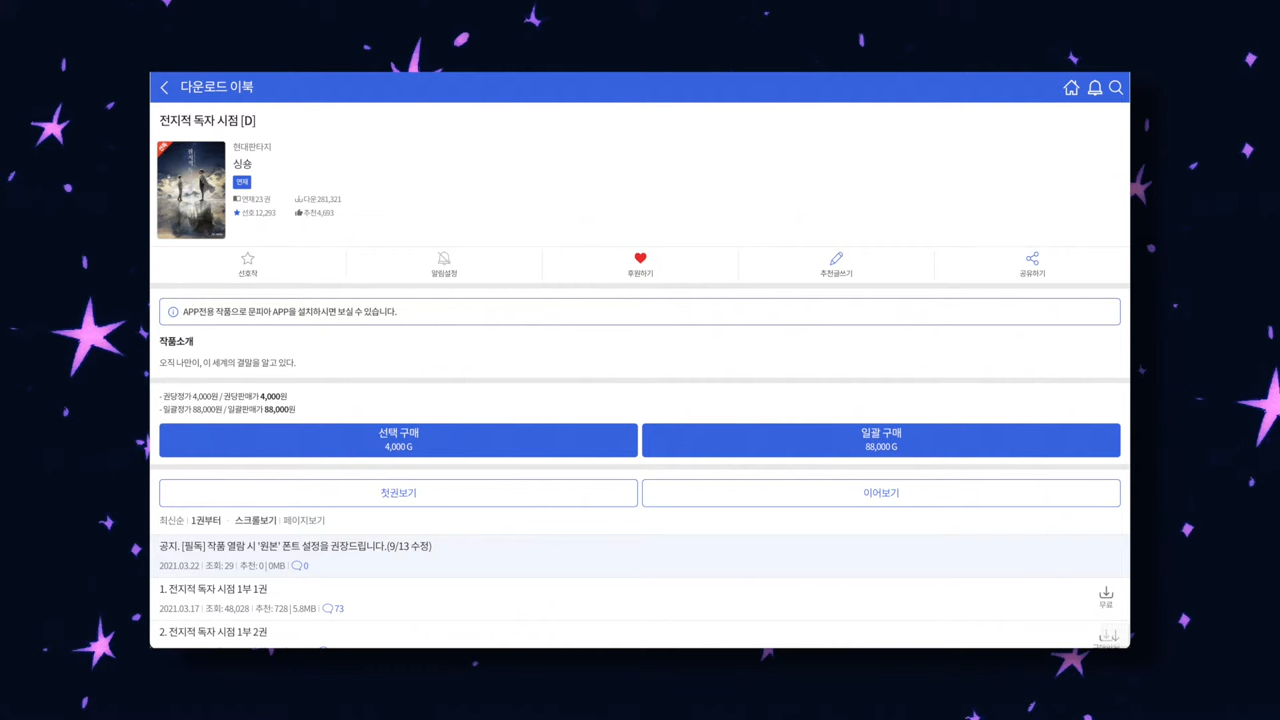 다운로드 이북
전지적 독자 시점 [D]
현대판타지
싱숑
연재
연재 23 권 다운 281,321
선호 12,293 추천 4,693
선호작 알림설정 후원하기 추천글쓰기 공유하기
APP전용 작품으로 문피아 APP을 설치하시면 보실 수 있습니다.
작품소개
오직 나만이, 이 세계의 결말을 알고 있다.
- 권당정가 4,000원 / 권당판매가 4,000원
- 일괄정가 88,000원 / 일괄판매가 88,000원
선택 구매 일괄 구매
4,000 G 88,000 G
첫권보기 이어보기
최신순 | 1권부터 · 스크롤보기 | 페이지보기
공지. [필독] 작품 열람 시 '원본' 폰트 설정을 권장드립니다.(9/13 수정)
2021.03.22 | 조회: 29 | 추천: 0 | 0MB | 0
1. 전지적 독자 시점 1부 1권
2021.03.17 | 조회: 48,028 | 추천: 728 | 5.8MB | 73
무료
2. 전지적 독자 시점 1부 2권